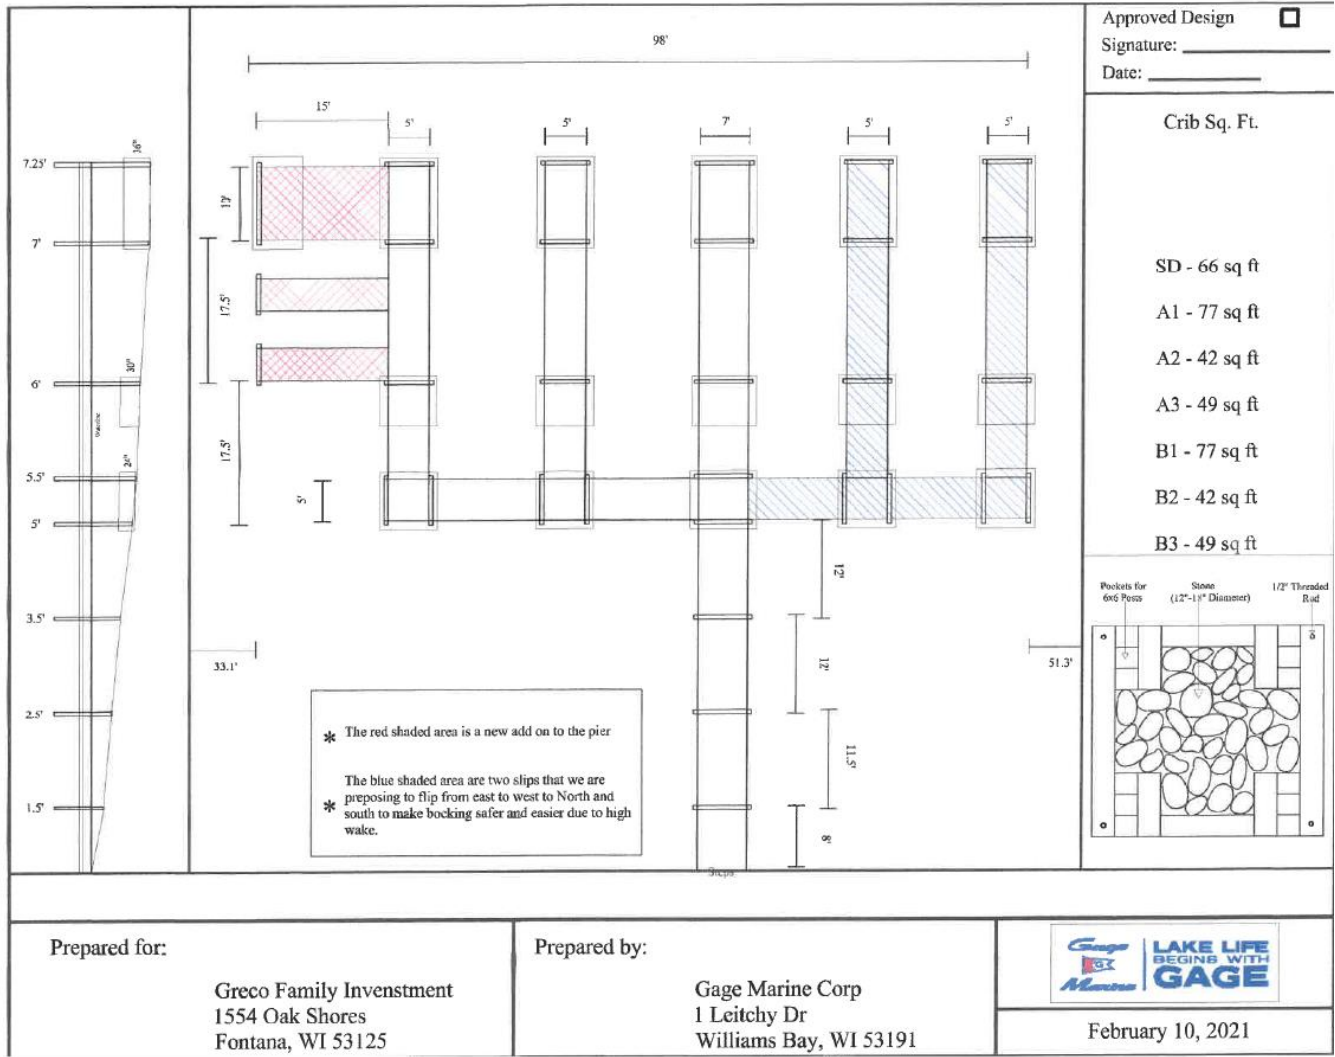 Approved Design
Signature:
Date:
98'
15'
5'
5'
7'
5'
5'
Crib Sq. Ft.
7.25'
36"
12'
7'
17.5'
SD - 66 sq ft
A1 - 77 sq ft
A2 - 42 sq ft
A3 - 49 sq ft
B1 - 77 sq ft
B2 - 42 sq ft
B3 - 49 sq ft
6'
30"
Waterline
17.5'
5.5'
24"
5'
5'
12'
3.5'
12'
33.1'
51.3'
2.5'
11.5'
1.5'
8'
Steps
Pockets for
6x6 Posts
Stone
(12"-18" Diameter)
1/2" Threaded
Rod
* The red shaded area is a new add on to the pier
The blue shaded area are two slips that we are
* preposing to flip from east to west to North and
south to make bocking safer and easier due to high
wake.
Prepared for:
Greco Family Invenstment
1554 Oak Shores
Fontana, WI 53125
Prepared by:
Gage Marine Corp
1 Leitchy Dr
Williams Bay, WI 53191
Gage
G
Marine
LAKE LIFE
BEGINS WITH
GAGE
February 10, 2021